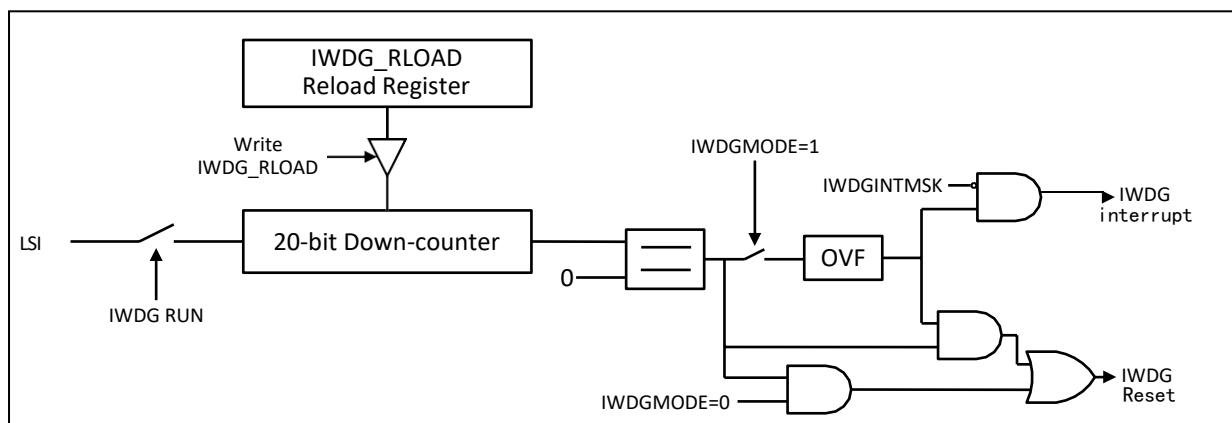 IWDG_RLOAD
Reload Register
Write
IWDG_RLOAD
IWDGMODE=1
IWDGINTMSK
IWDG
interrupt
LSI
20-bit Down-counter
OVF
0
IWDG RUN
IWDGMODE=0
IWDG
Reset